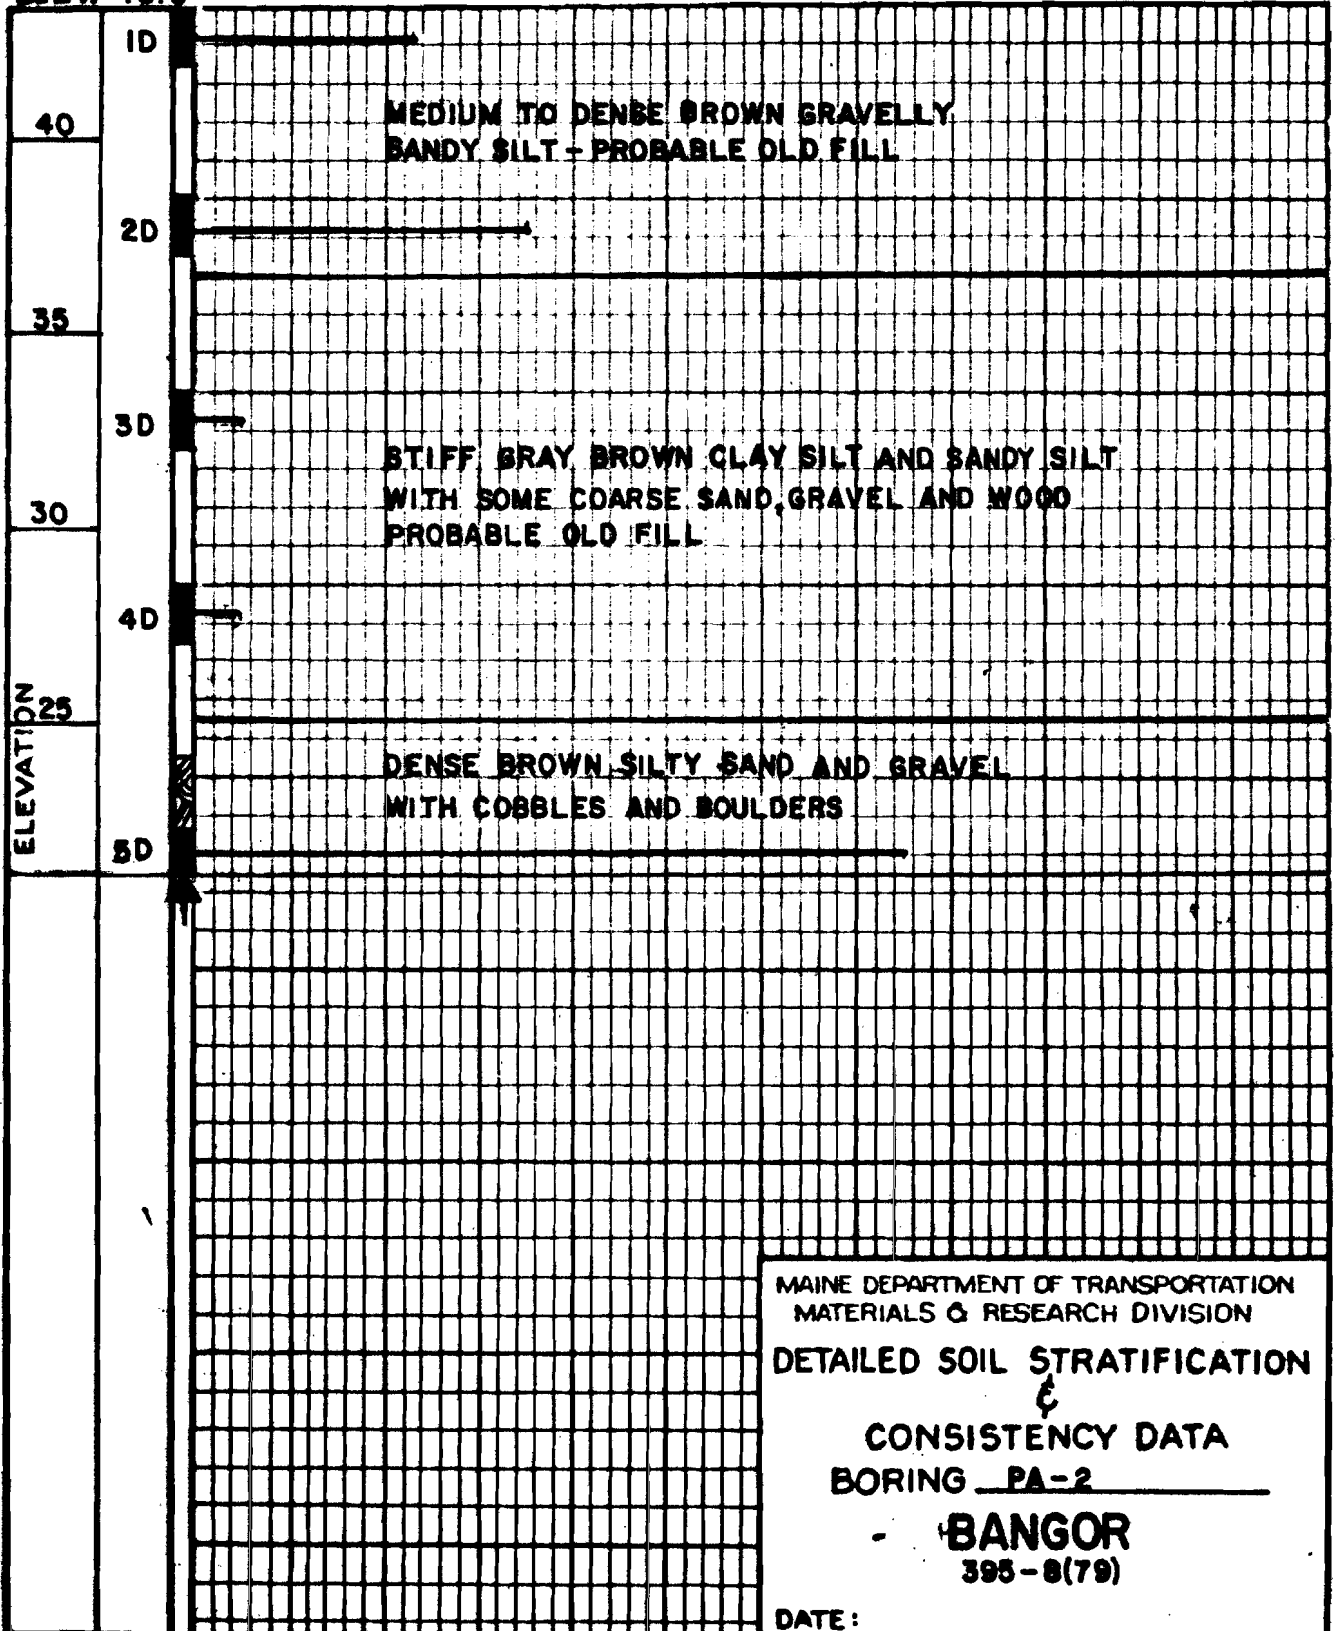 1D
40
MEDIUM TO DENSE BROWN GRAVELLY
SANDY SILT - PROBABLE OLD FILL
2D
35
3D
STIFF GRAY BROWN CLAY SILT AND SANDY SILT
WITH SOME COARSE SAND, GRAVEL AND WOOD
PROBABLE OLD FILL
30
4D
25
ELEVATION
DENSE BROWN SILTY SAND AND GRAVEL
WITH COBBLES AND BOULDERS
5D
MAINE DEPARTMENT OF TRANSPORTATION
MATERIALS & RESEARCH DIVISION
DETAILED SOIL STRATIFICATION
&
CONSISTENCY DATA
BORING PA-2
BANGOR
395-8(79)
DATE: